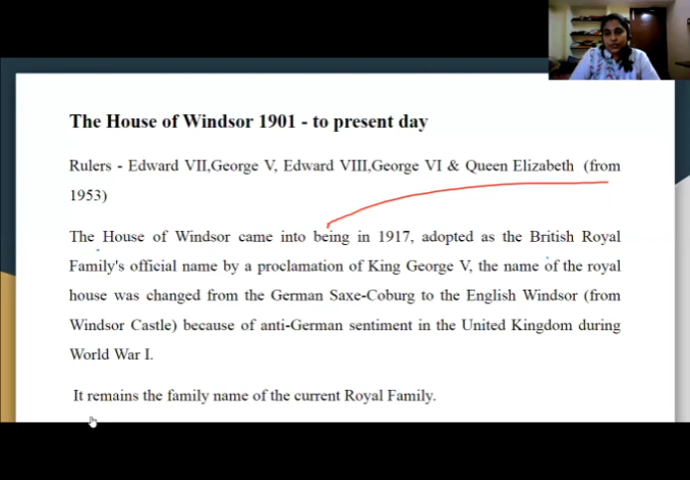 The House of Windsor 1901 - to present day
Rulers - Edward VII,George V, Edward VIII,George VI & Queen Elizabeth (from
1953)
The House of Windsor came into being in 1917, adopted as the British Royal
Family's official name by a proclamation of King George V, the name of the royal
house was changed from the German Saxe-Coburg to the English Windsor (from
Windsor Castle) because of anti-German sentiment in the United Kingdom during
World War I.
It remains the family name of the current Royal Family.